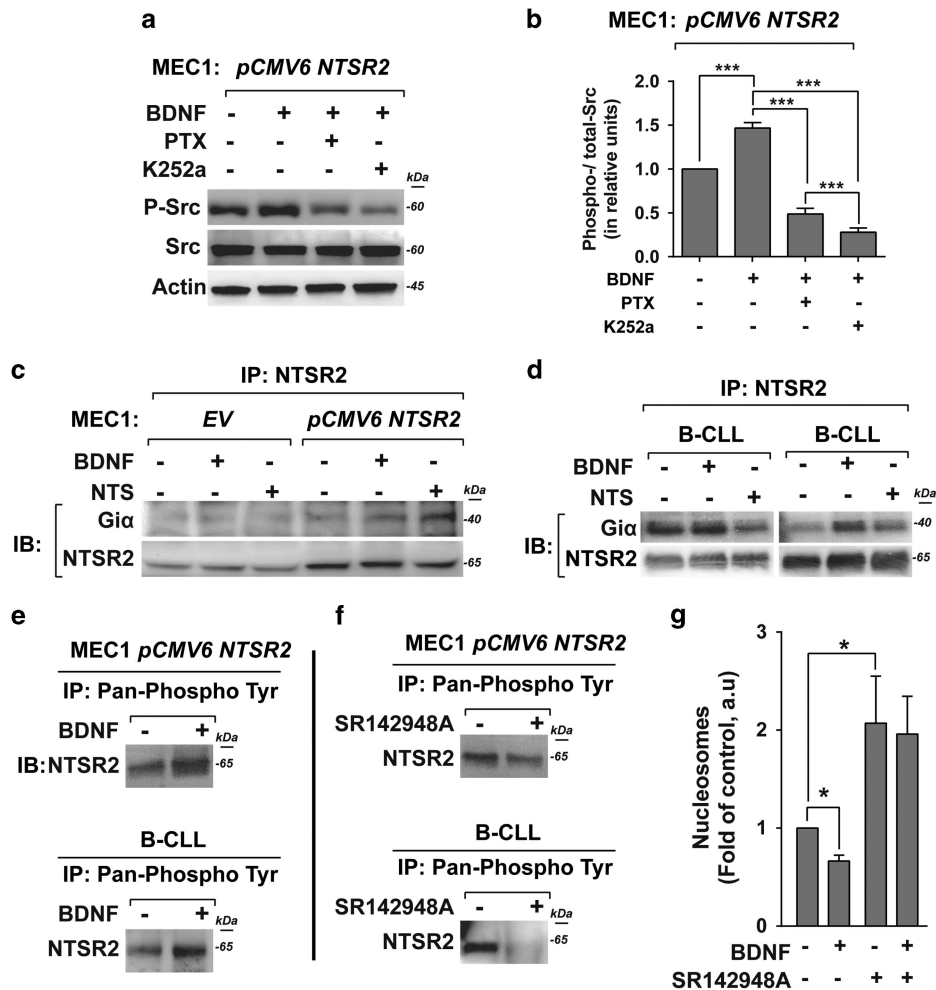 a
MEC1: pCMV6 NTSR2
BDNF - + + +
PTX - - + -
K252a - - - +
kDa
P-Src -60
Src -60
Actin -45
b
MEC1: pCMV6 NTSR2
Phospho-/ total-Src
(in relative units)
2.0
1.5
1.0
0.5
0.0
***
***
***
***
BDNF - + + +
PTX - - + -
K252a - - - +
c
IP: NTSR2
MEC1: EV pCMV6 NTSR2
BDNF - + - - + -
NTS - - + - - +
kDa
IB:
Giα -40
NTSR2 -65
d
IP: NTSR2
B-CLL B-CLL
BDNF - + - - + -
NTS - - + - - +
kDa
IB:
Giα -40
NTSR2 -65
e
MEC1 pCMV6 NTSR2
IP: Pan-Phospho Tyr
BDNF - +
kDa
IB:NTSR2 -65
B-CLL
IP: Pan-Phospho Tyr
BDNF - +
kDa
NTSR2 -65
f
MEC1 pCMV6 NTSR2
IP: Pan-Phospho Tyr
SR142948A - +
kDa
NTSR2 -65
B-CLL
IP: Pan-Phospho Tyr
SR142948A - +
kDa
NTSR2 -65
g
Nucleosomes
(Fold of control, a.u)
3
2
1
0
*
*
BDNF - + - +
SR142948A - - + +